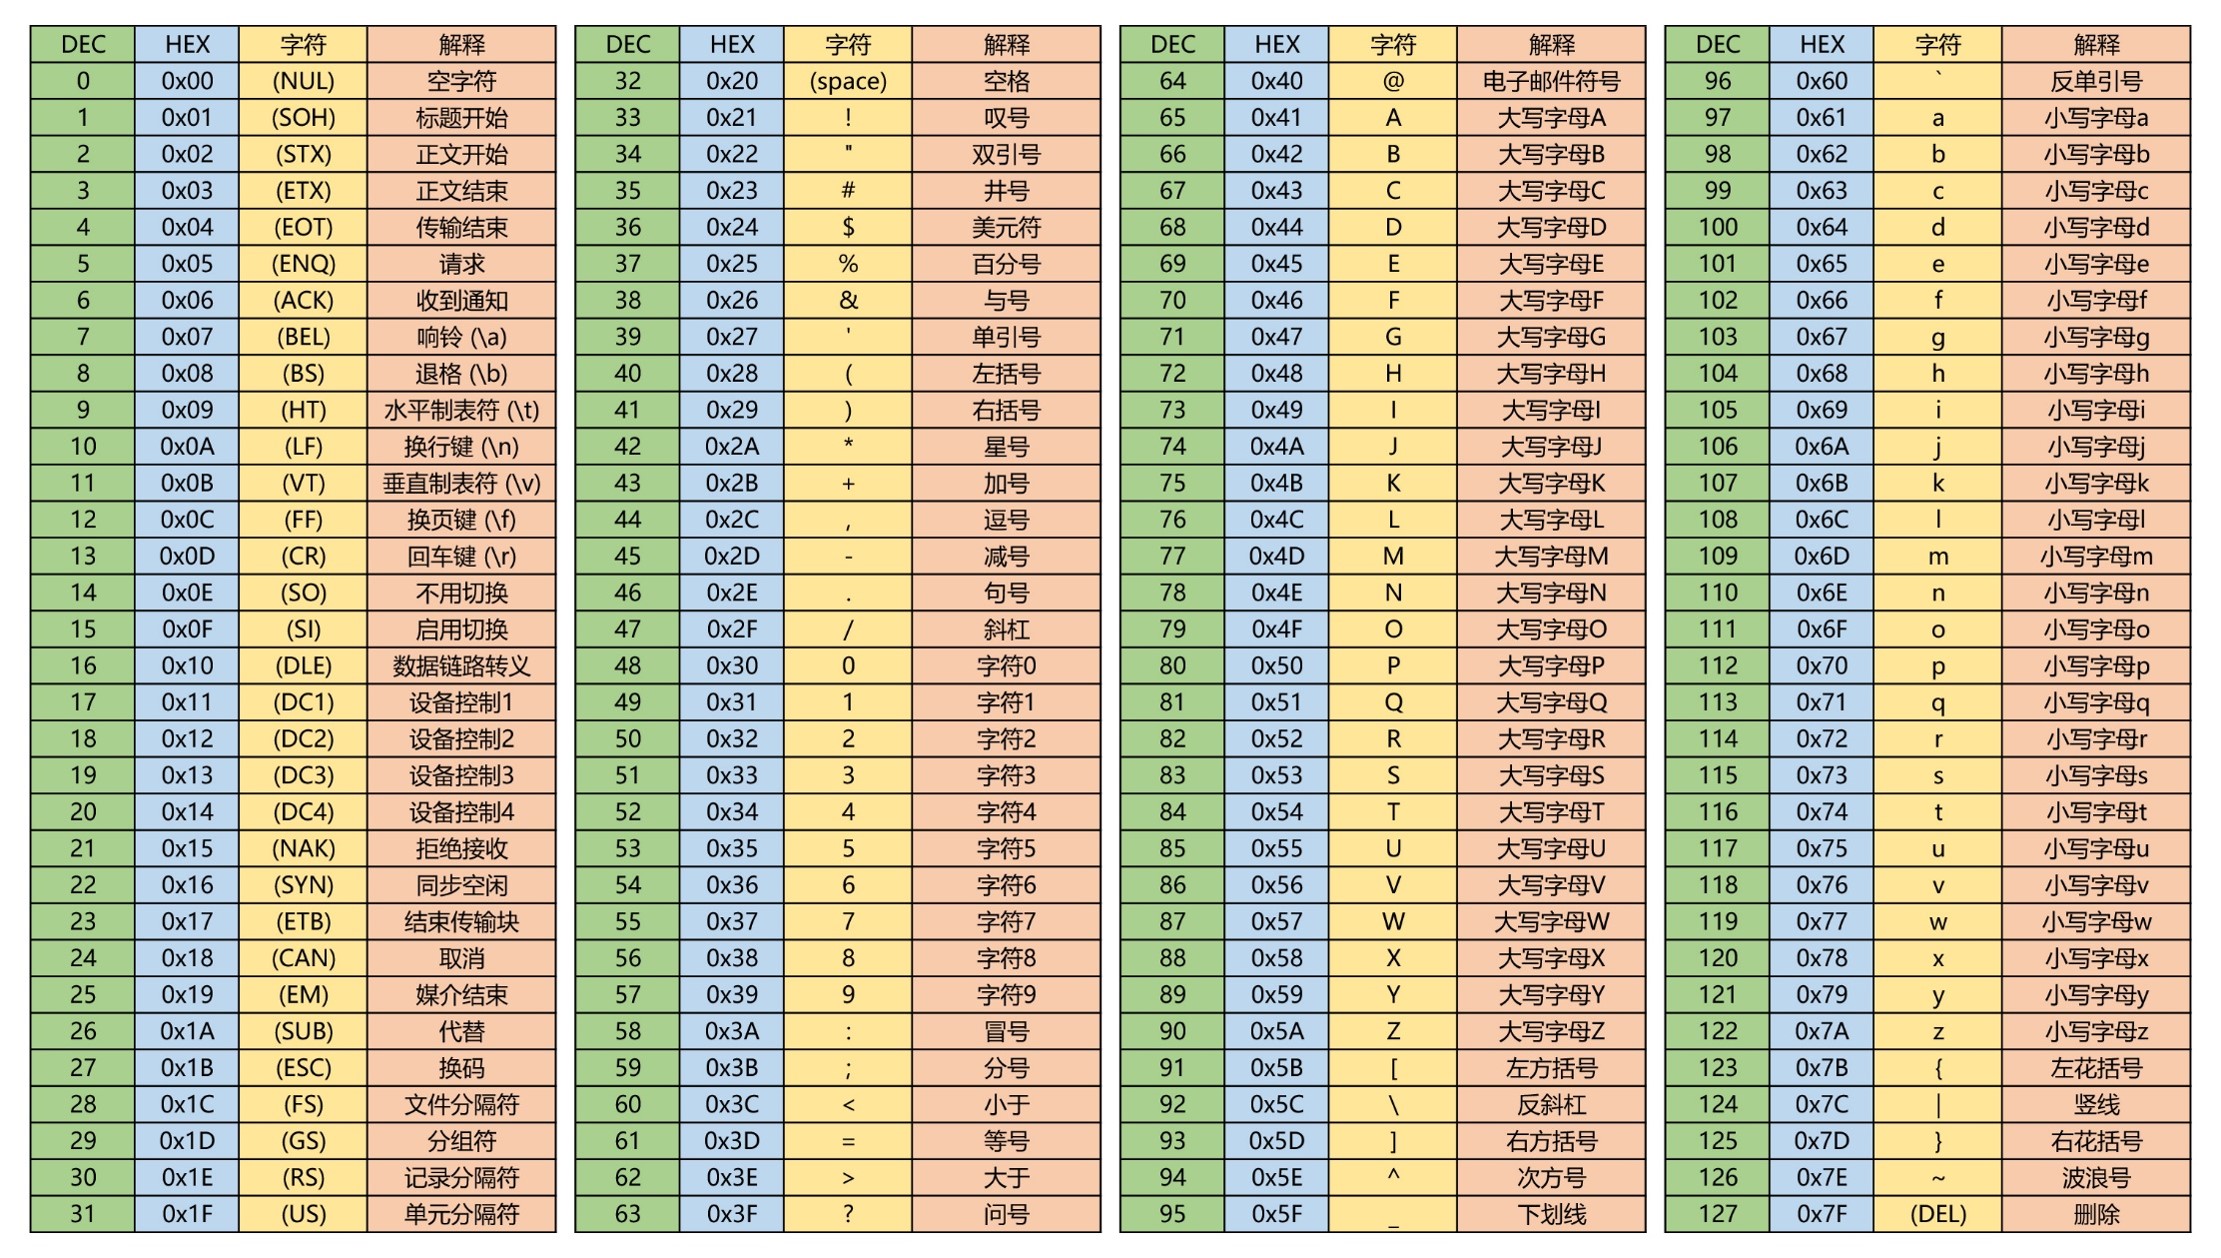 DEC HEX 字符 解释 DEC HEX 字符 解释 DEC HEX 字符 解释 DEC HEX 字符 解释
0 0x00 (NUL) 空字符 32 0x20 (space) 空格 64 0x40 @ 电子邮件符号 96 0x60 ` 反单引号
1 0x01 (SOH) 标题开始 33 0x21 ! 叹号 65 0x41 A 大写字母A 97 0x61 a 小写字母a
2 0x02 (STX) 正文开始 34 0x22 " 双引号 66 0x42 B 大写字母B 98 0x62 b 小写字母b
3 0x03 (ETX) 正文结束 35 0x23 # 井号 67 0x43 C 大写字母C 99 0x63 c 小写字母c
4 0x04 (EOT) 传输结束 36 0x24 $ 美元符 68 0x44 D 大写字母D 100 0x64 d 小写字母d
5 0x05 (ENQ) 请求 37 0x25 % 百分号 69 0x45 E 大写字母E 101 0x65 e 小写字母e
6 0x06 (ACK) 收到通知 38 0x26 & 与号 70 0x46 F 大写字母F 102 0x66 f 小写字母f
7 0x07 (BEL) 响铃 (\a) 39 0x27 ' 单引号 71 0x47 G 大写字母G 103 0x67 g 小写字母g
8 0x08 (BS) 退格 (\b) 40 0x28 ( 左括号 72 0x48 H 大写字母H 104 0x68 h 小写字母h
9 0x09 (HT) 水平制表符 (\t) 41 0x29 ) 右括号 73 0x49 I 大写字母I 105 0x69 i 小写字母i
10 0x0A (LF) 换行键 (\n) 42 0x2A * 星号 74 0x4A J 大写字母J 106 0x6A j 小写字母j
11 0x0B (VT) 垂直制表符 (\v) 43 0x2B + 加号 75 0x4B K 大写字母K 107 0x6B k 小写字母k
12 0x0C (FF) 换页键 (\f) 44 0x2C , 逗号 76 0x4C L 大写字母L 108 0x6C l 小写字母l
13 0x0D (CR) 回车键 (\r) 45 0x2D - 减号 77 0x4D M 大写字母M 109 0x6D m 小写字母m
14 0x0E (SO) 不用切换 46 0x2E . 句号 78 0x4E N 大写字母N 110 0x6E n 小写字母n
15 0x0F (SI) 启用切换 47 0x2F / 斜杠 79 0x4F O 大写字母O 111 0x6F o 小写字母o
16 0x10 (DLE) 数据链路转义 48 0x30 0 字符0 80 0x50 P 大写字母P 112 0x70 p 小写字母p
17 0x11 (DC1) 设备控制1 49 0x31 1 字符1 81 0x51 Q 大写字母Q 113 0x71 q 小写字母q
18 0x12 (DC2) 设备控制2 50 0x32 2 字符2 82 0x52 R 大写字母R 114 0x72 r 小写字母r
19 0x13 (DC3) 设备控制3 51 0x33 3 字符3 83 0x53 S 大写字母S 115 0x73 s 小写字母s
20 0x14 (DC4) 设备控制4 52 0x34 4 字符4 84 0x54 T 大写字母T 116 0x74 t 小写字母t
21 0x15 (NAK) 拒绝接收 53 0x35 5 字符5 85 0x55 U 大写字母U 117 0x75 u 小写字母u
22 0x16 (SYN) 同步空闲 54 0x36 6 字符6 86 0x56 V 大写字母V 118 0x76 v 小写字母v
23 0x17 (ETB) 结束传输块 55 0x37 7 字符7 87 0x57 W 大写字母W 119 0x77 w 小写字母w
24 0x18 (CAN) 取消 56 0x38 8 字符8 88 0x58 X 大写字母X 120 0x78 x 小写字母x
25 0x19 (EM) 媒介结束 57 0x39 9 字符9 89 0x59 Y 大写字母Y 121 0x79 y 小写字母y
26 0x1A (SUB) 代替 58 0x3A : 冒号 90 0x5A Z 大写字母Z 122 0x7A z 小写字母z
27 0x1B (ESC) 换码 59 0x3B ; 分号 91 0x5B [ 左方括号 123 0x7B { 左花括号
28 0x1C (FS) 文件分隔符 60 0x3C < 小于 92 0x5C \ 反斜杠 124 0x7C | 竖线
29 0x1D (GS) 分组符 61 0x3D = 等号 93 0x5D ] 右方括号 125 0x7D } 右花括号
30 0x1E (RS) 记录分隔符 62 0x3E > 大于 94 0x5E ^ 次方号 126 0x7E ~ 波浪号
31 0x1F (US) 单元分隔符 63 0x3F ? 问号 95 0x5F _ 下划线 127 0x7F (DEL) 删除